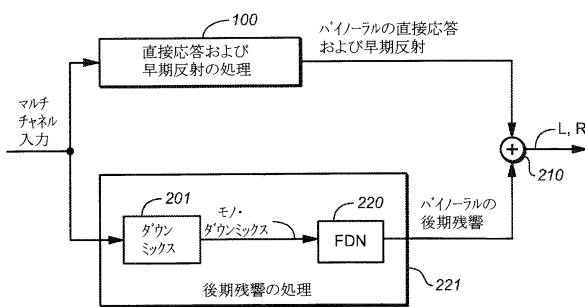 100
直接応答および
早期反射の処理
バイノーラルの直接応答
および早期反射
マルチ
チャネル
入力
L, R
210
201
ダウン
ミックス
モノ・
ダウンミックス
220
FDN
バイノーラルの
後期残響
後期残響の処理
221